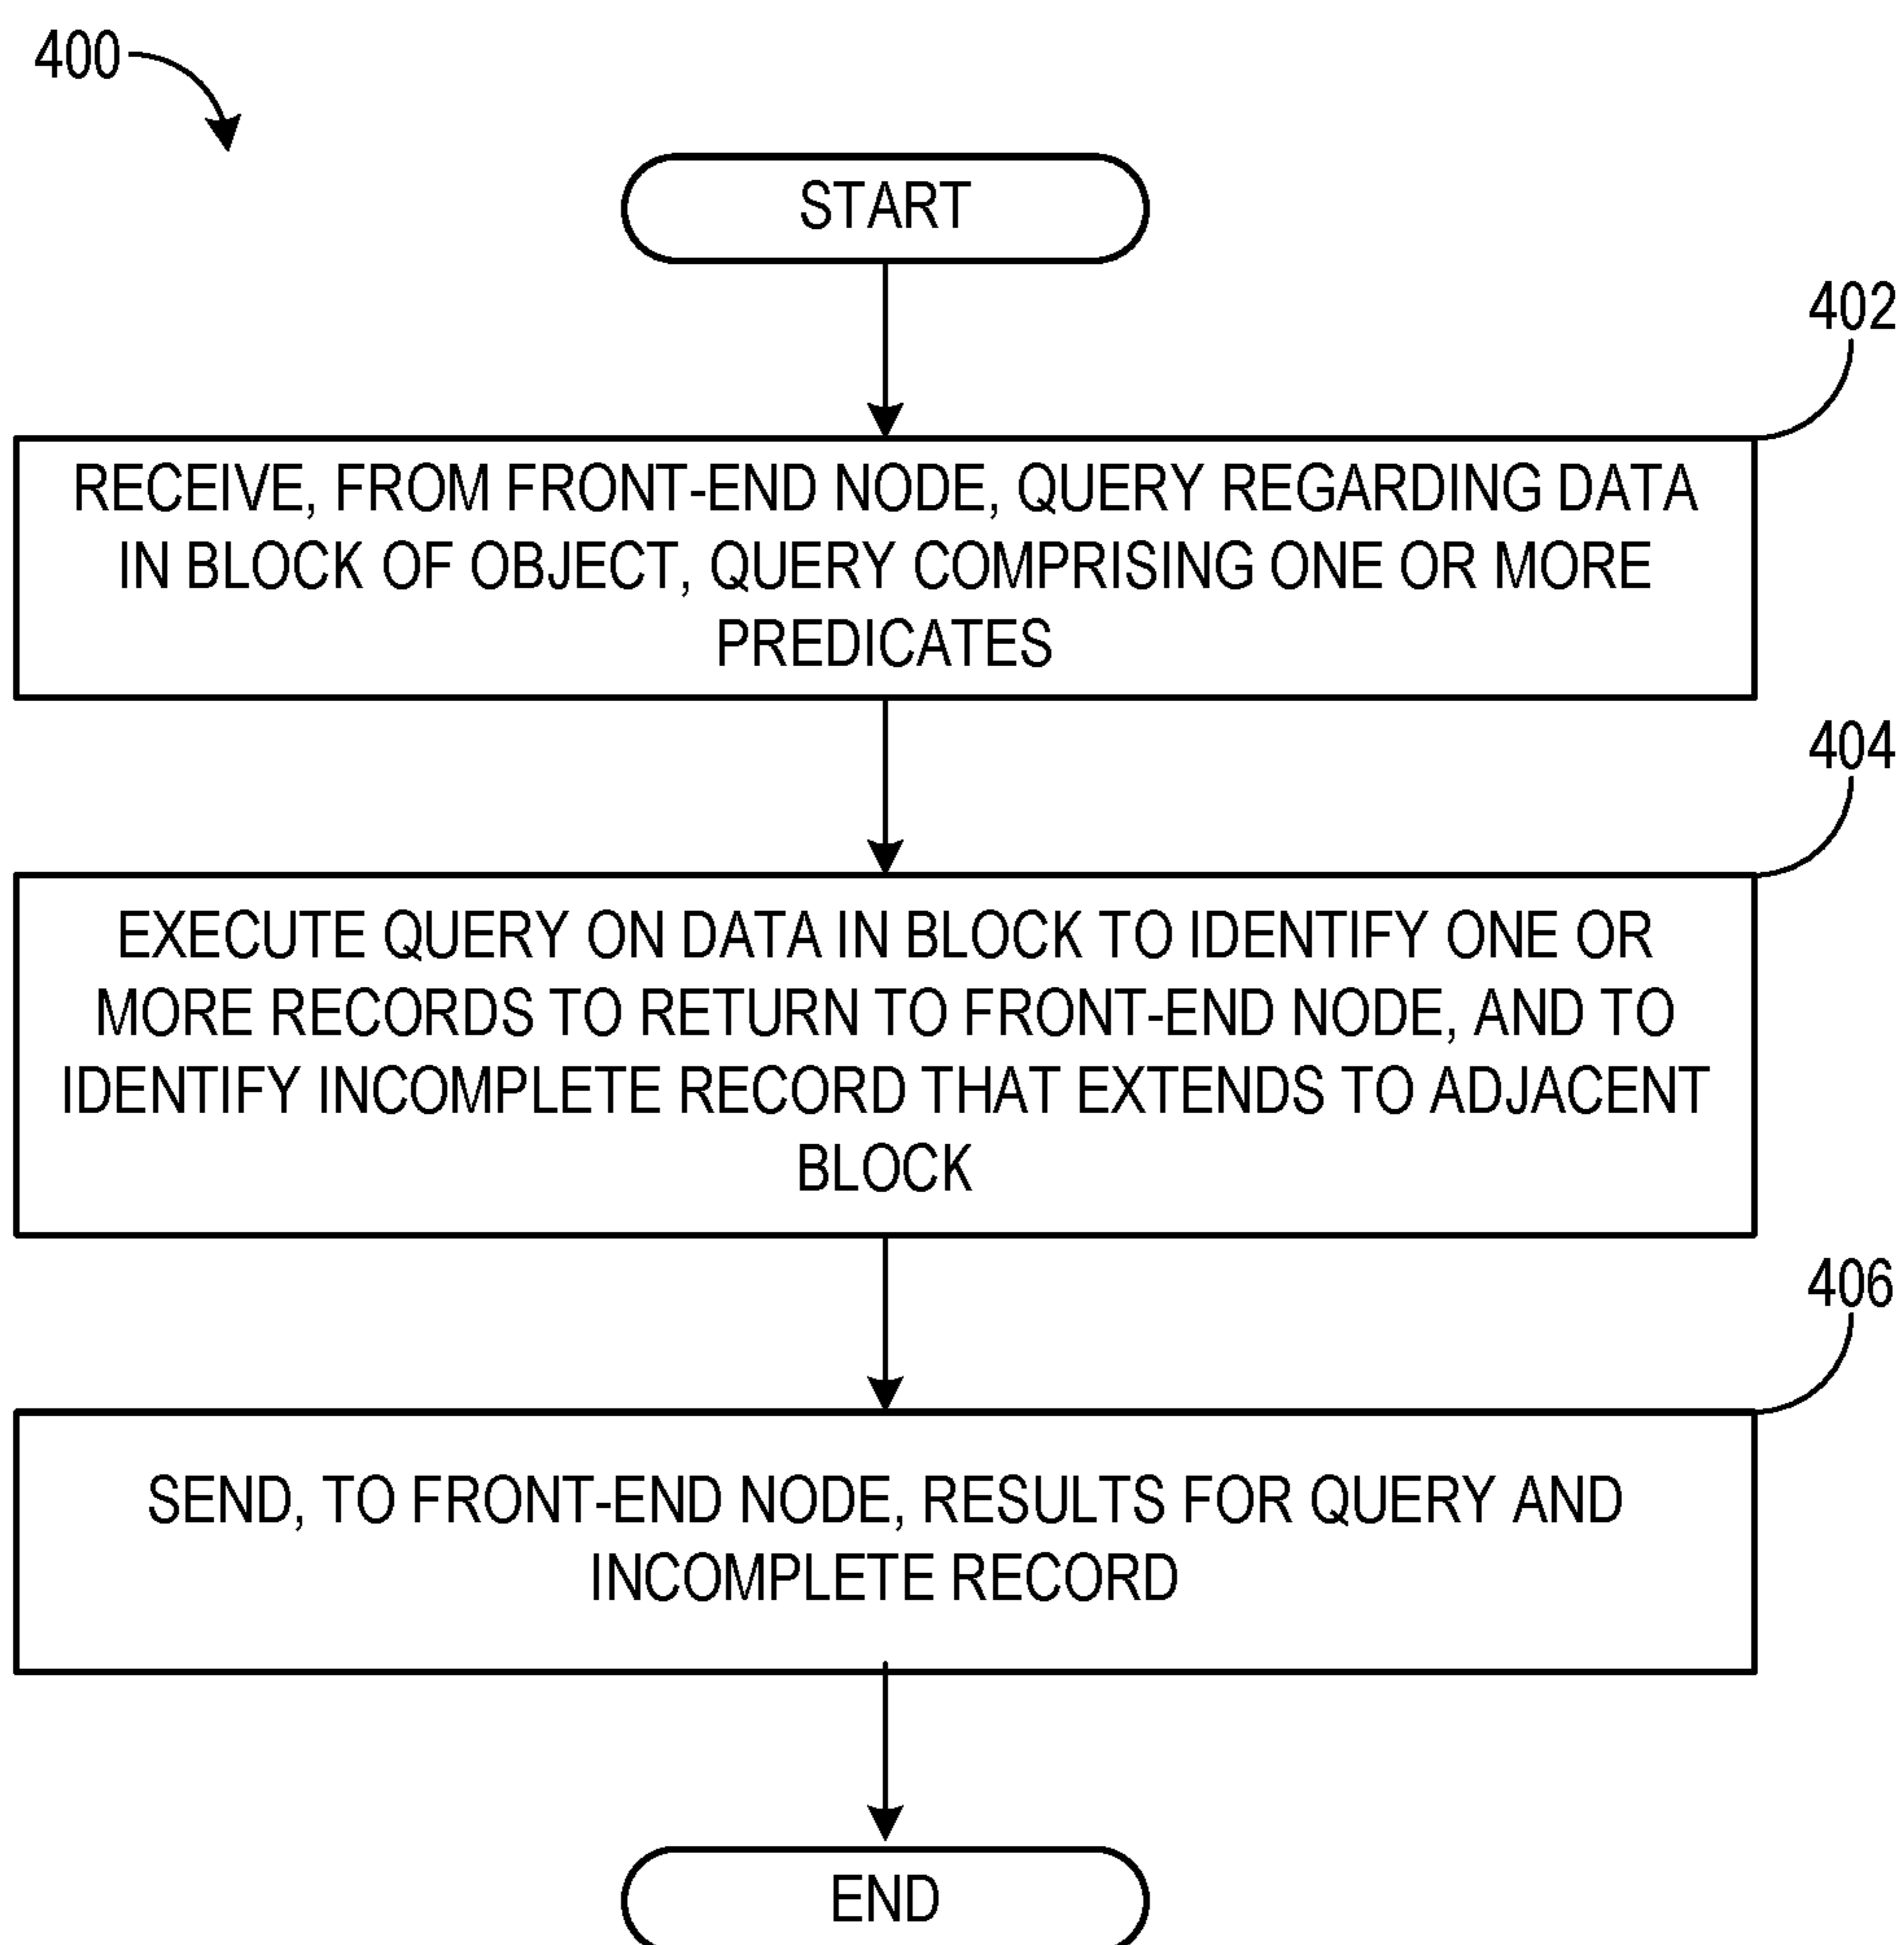 400
START
402
RECEIVE, FROM FRONT-END NODE, QUERY REGARDING DATA
IN BLOCK OF OBJECT, QUERY COMPRISING ONE OR MORE
PREDICATES
404
EXECUTE QUERY ON DATA IN BLOCK TO IDENTIFY ONE OR
MORE RECORDS TO RETURN TO FRONT-END NODE, AND TO
IDENTIFY INCOMPLETE RECORD THAT EXTENDS TO ADJACENT
BLOCK
406
SEND, TO FRONT-END NODE, RESULTS FOR QUERY AND
INCOMPLETE RECORD
END